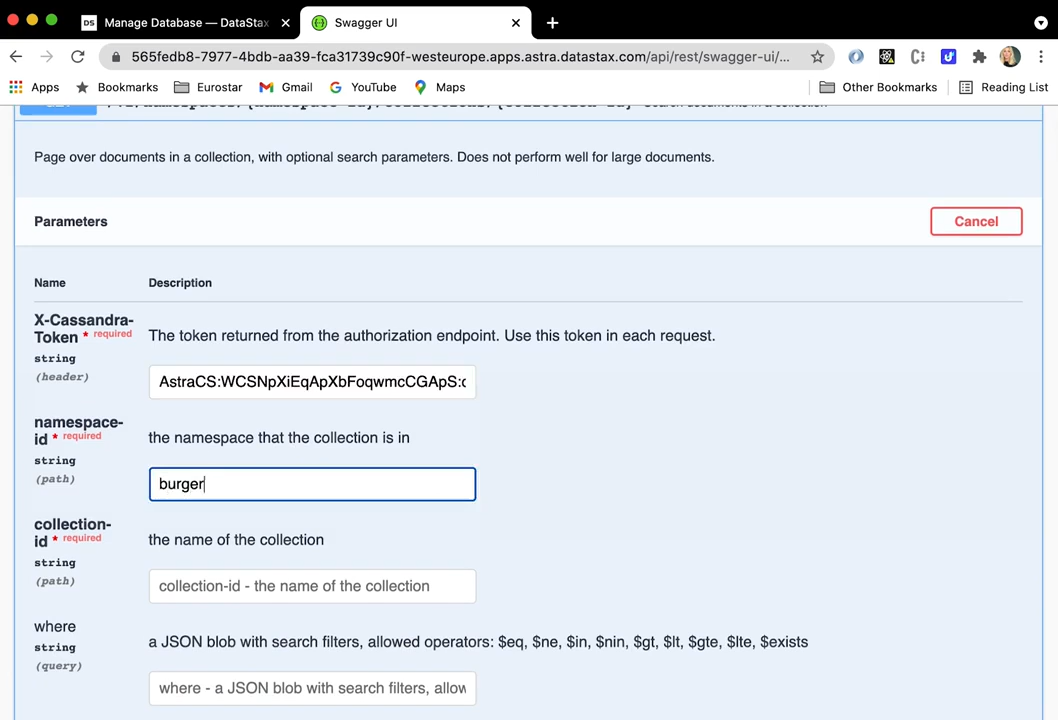 DS Manage Database — DataStax
Swagger UI
565fedb8-7977-4bdb-aa39-fca31739c90f-westeurope.apps.astra.datastax.com/api/rest/swagger-ui/...
Apps Bookmarks Eurostar Gmail YouTube Maps Other Bookmarks Reading List
Page over documents in a collection, with optional search parameters. Does not perform well for large documents.
Parameters
Cancel
Name Description
X-Cassandra-
Token * required
string
(header)
The token returned from the authorization endpoint. Use this token in each request.
AstraCS:WCSNpXiEqApXbFoqwmcCGApS:c
namespace-
id * required
string
(path)
the namespace that the collection is in
burger
collection-
id * required
string
(path)
the name of the collection
collection-id - the name of the collection
where
string
(query)
a JSON blob with search filters, allowed operators: $eq, $ne, $in, $nin, $gt, $lt, $gte, $lte, $exists
where - a JSON blob with search filters, allow